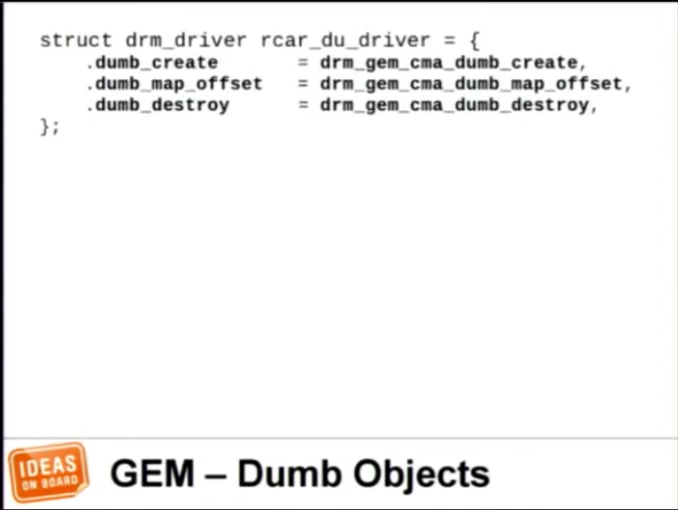 struct drm_driver rcar_du_driver = {
    .dumb_create       = drm_gem_cma_dumb_create,
    .dumb_map_offset   = drm_gem_cma_dumb_map_offset,
    .dumb_destroy      = drm_gem_cma_dumb_destroy,
};
IDEAS
ON BOARD
GEM – Dumb Objects